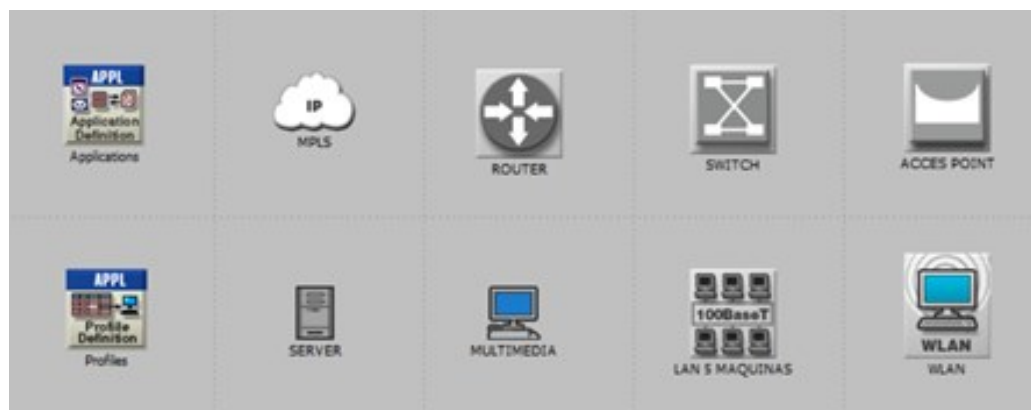 APPL
Application
Definition
Applications
IP
MPLS
ROUTER
SWITCH
ACCES POINT
APPL
Profile
Definition
Profiles
SERVER
MULTIMEDIA
100BaseT
LAN 5 MAQUINAS
WLAN
WLAN